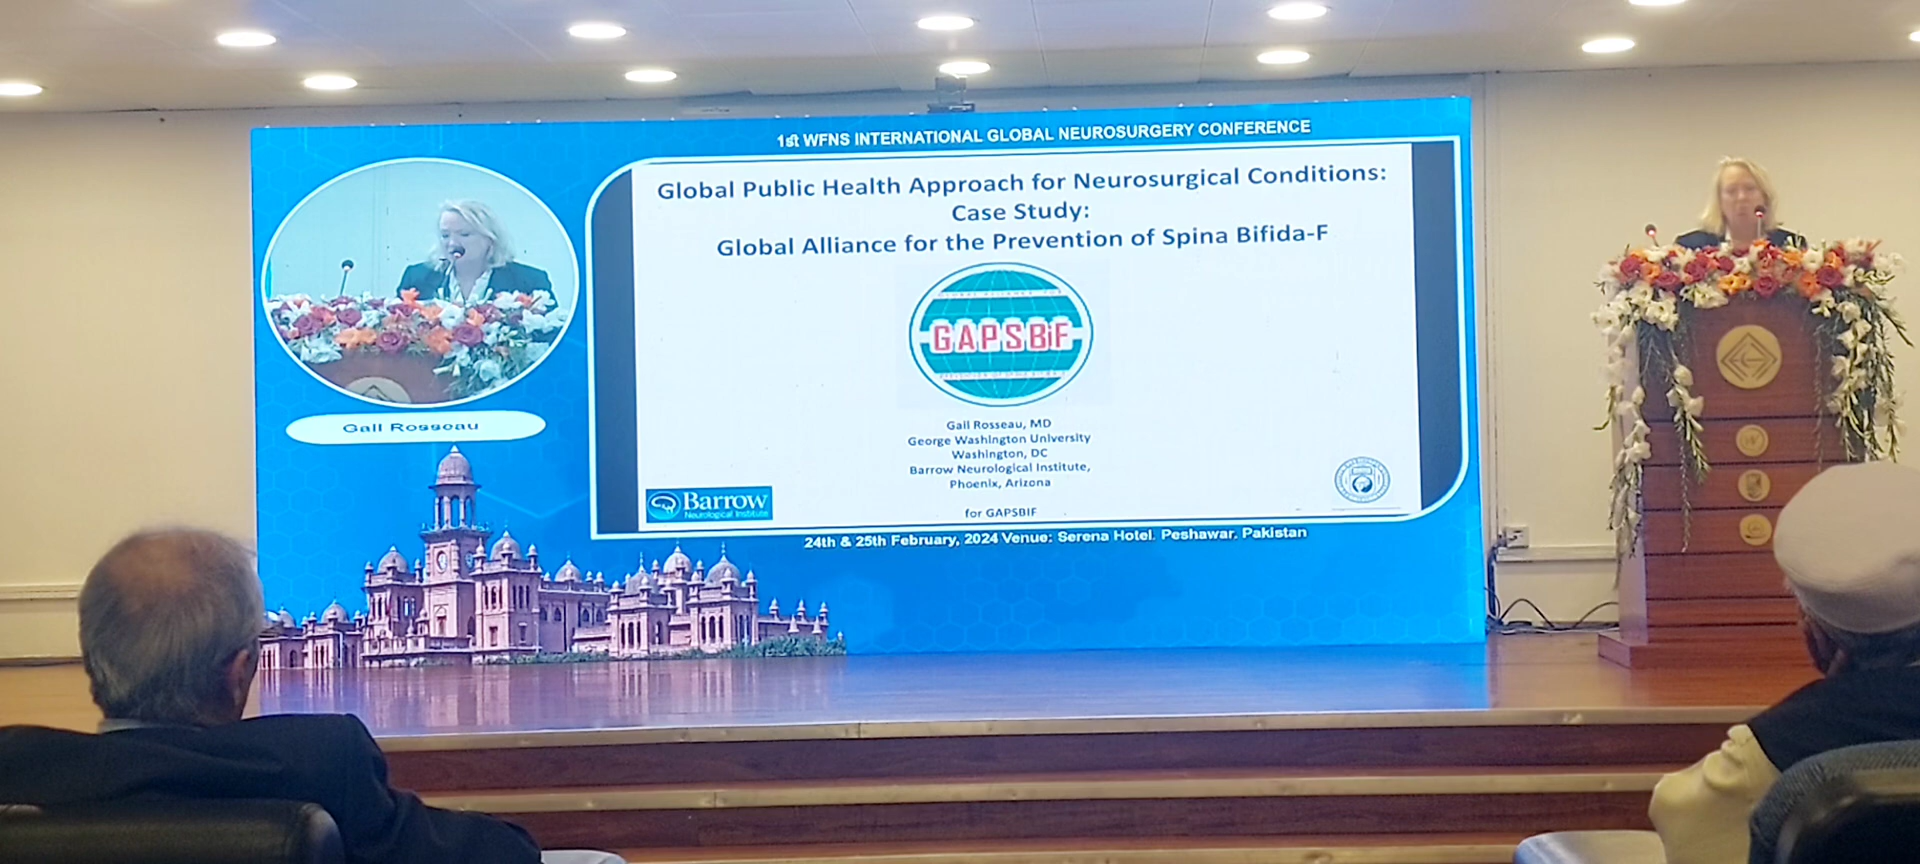 1st WFNS INTERNATIONAL GLOBAL NEUROSURGERY CONFERENCE
Global Public Health Approach for Neurosurgical Conditions:
Case Study:
Global Alliance for the Prevention of Spina Bifida-F
GAPSBiF
Gail Rosseau
Gail Rosseau, MD
George Washington University
Washington, DC
Barrow Neurological Institute,
Phoenix, Arizona
for GAPSBIF
Barrow
Neurological Institute
24th & 25th February, 2024 Venue: Serena Hotel. Peshawar. Pakistan